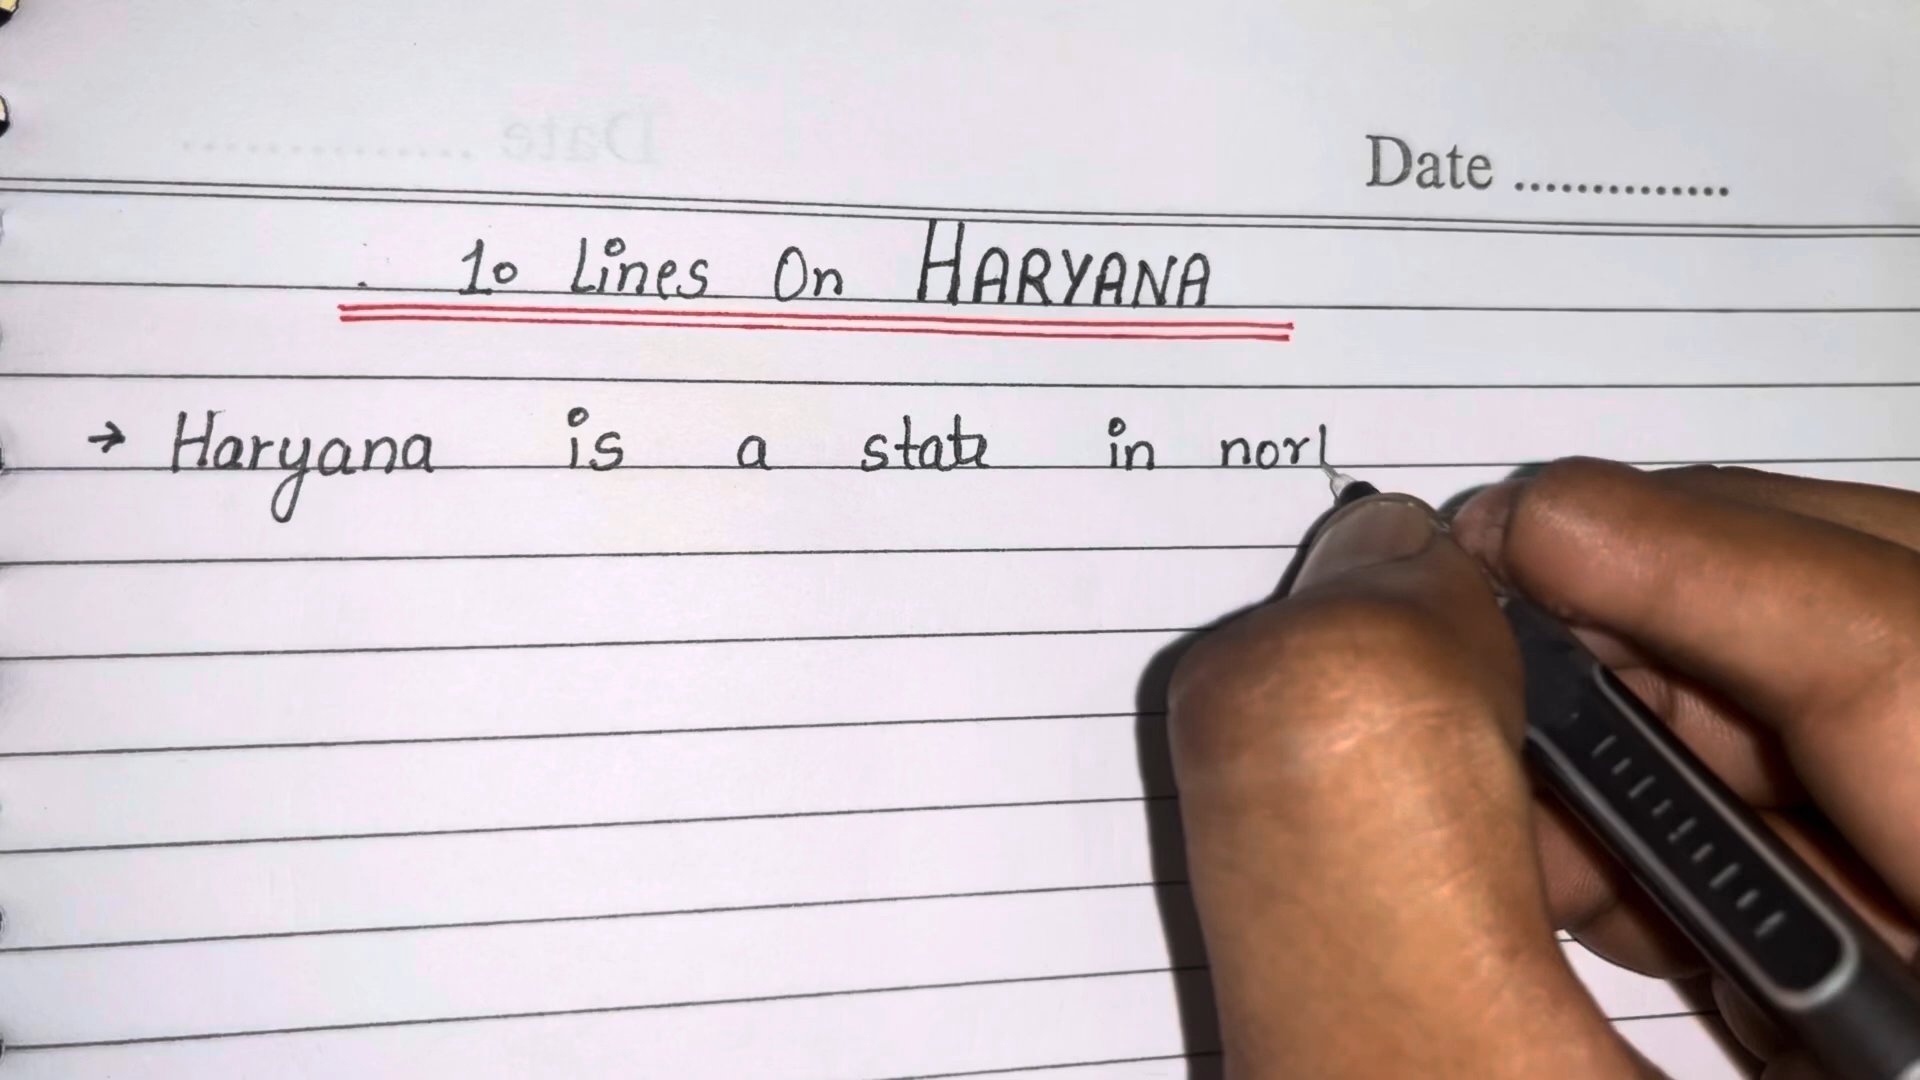 Date ..............
10 Lines On HARYANA
→ Haryana is a state in nor